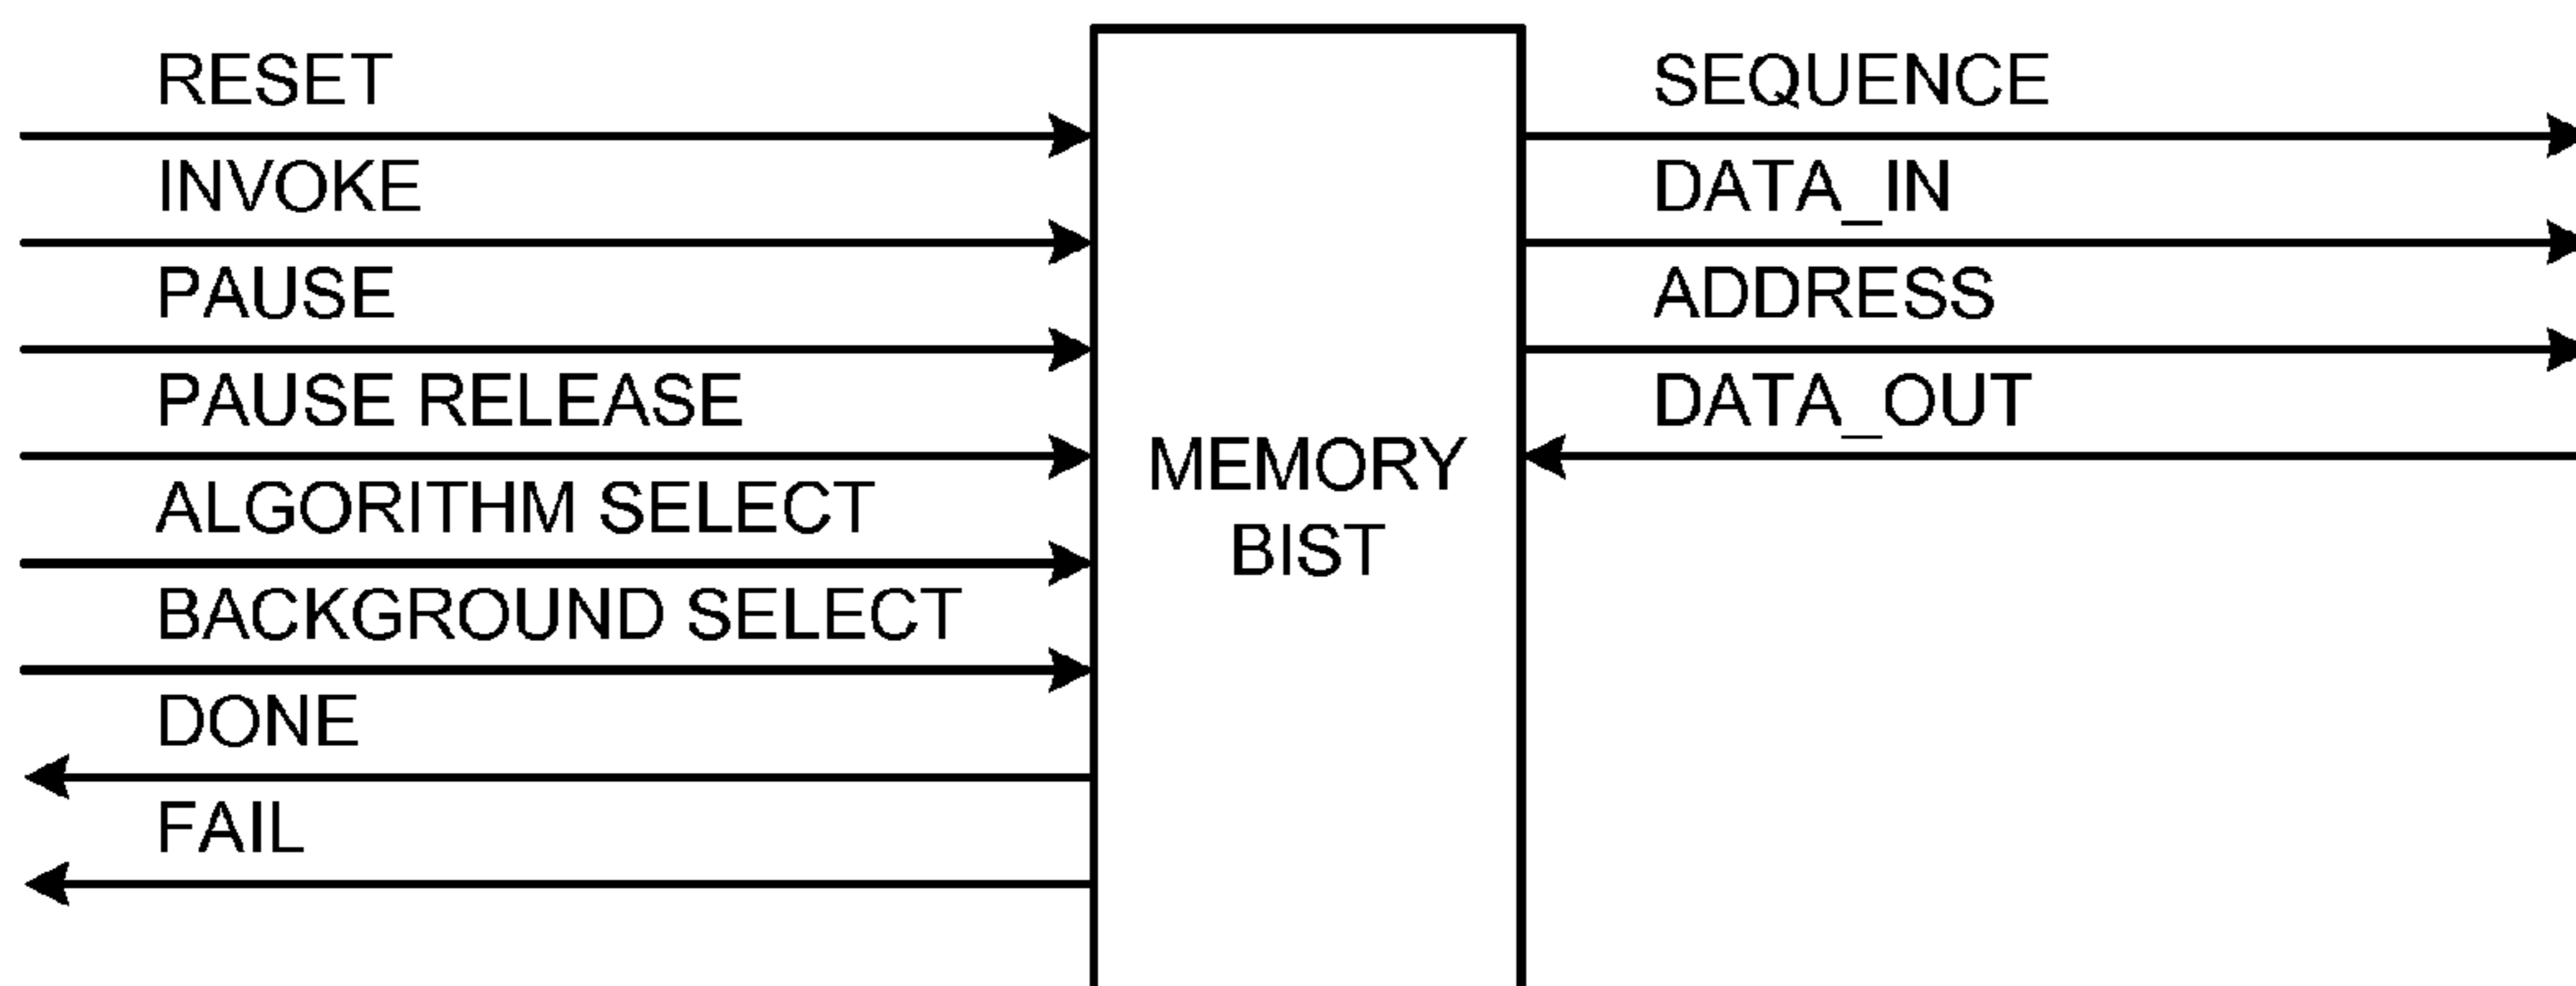 RESET
INVOKE
PAUSE
PAUSE RELEASE
ALGORITHM SELECT
BACKGROUND SELECT
DONE
FAIL
MEMORY
BIST
SEQUENCE
DATA_IN
ADDRESS
DATA_OUT